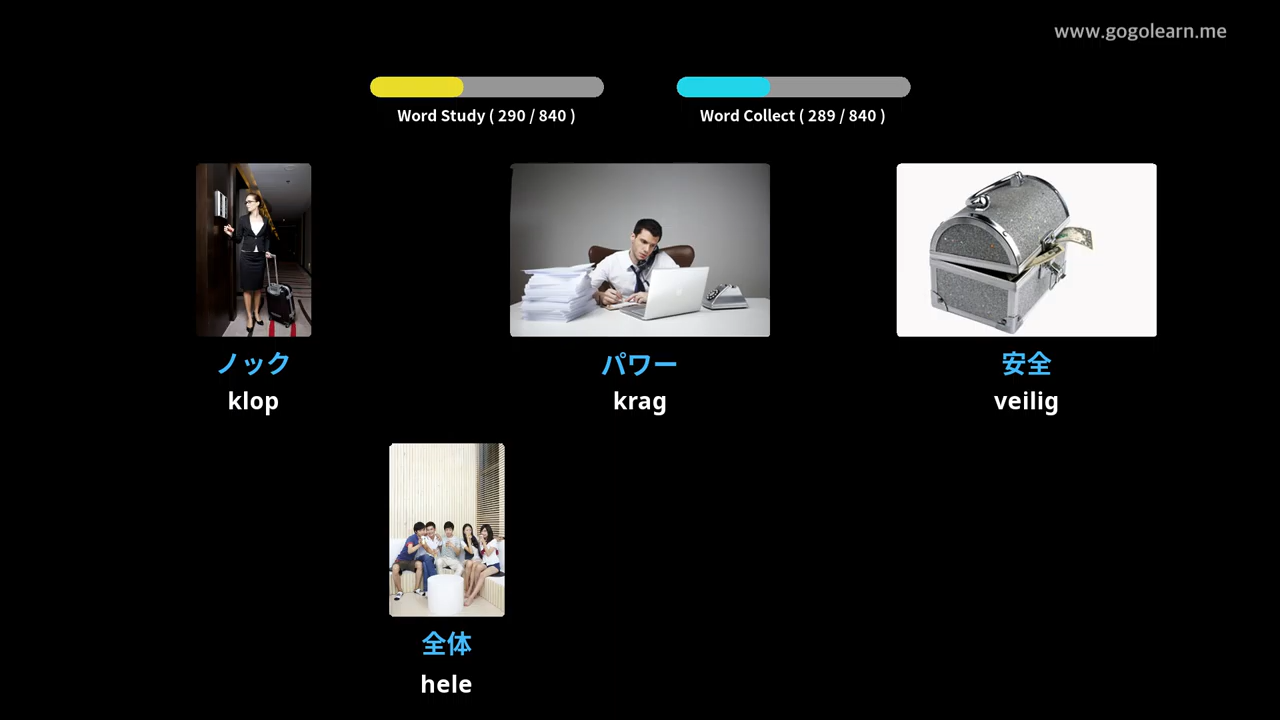 www.gogolearn.me
Word Study ( 290 / 840 )
Word Collect ( 289 / 840 )
ノック
klop
パワー
krag
安全
veilig
全体
hele